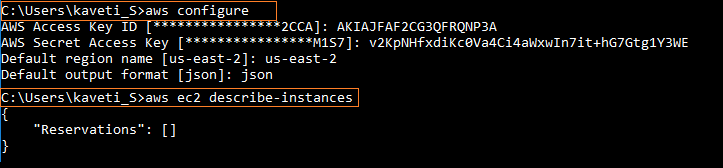 C:\Users\kaveti_S>aws configure
AWS Access Key ID [****************2CCA]: AKIAJFAF2CG3QFRQNP3A
AWS Secret Access Key [****************M1S7]: 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
Default region name [us-east-2]: us-east-2
Default output format [json]: json
C:\Users\kaveti_S>aws ec2 describe-instances
{
    "Reservations": []
}